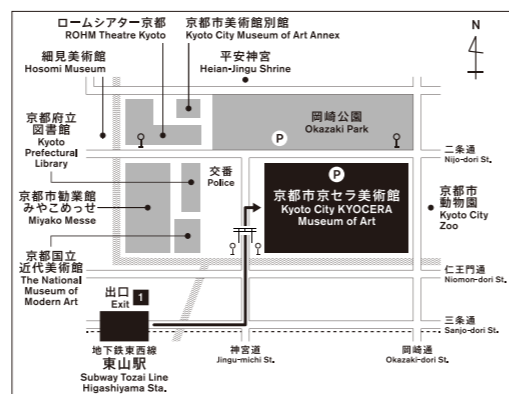 ロームシアター京都
ROHM Theatre Kyoto
京都市美術館別館
Kyoto City Museum of Art Annex
N
細見美術館
Hosomi Museum
平安神宮
Heian-Jingu Shrine
京都府立
図書館
Kyoto
Prefectural
Library
岡崎公園
Okazaki Park
P
二条通
Nijo-dori St.
交番
Police
P
京都市京セラ美術館
Kyoto City KYOCERA
Museum of Art
京都市勧業館
みやこめっせ
Miyako Messe
京都市
動物園
Kyoto City
Zoo
京都国立
近代美術館
The National
Museum of
Modern Art
仁王門通
Niomon-dori St.
出口
Exit 1
三条通
Sanjo-dori St.
地下鉄東西線
東山駅
Subway Tozai Line
Higashiyama Sta.
神宮道
Jingu-michi St.
岡崎通
Okazaki-dori St.